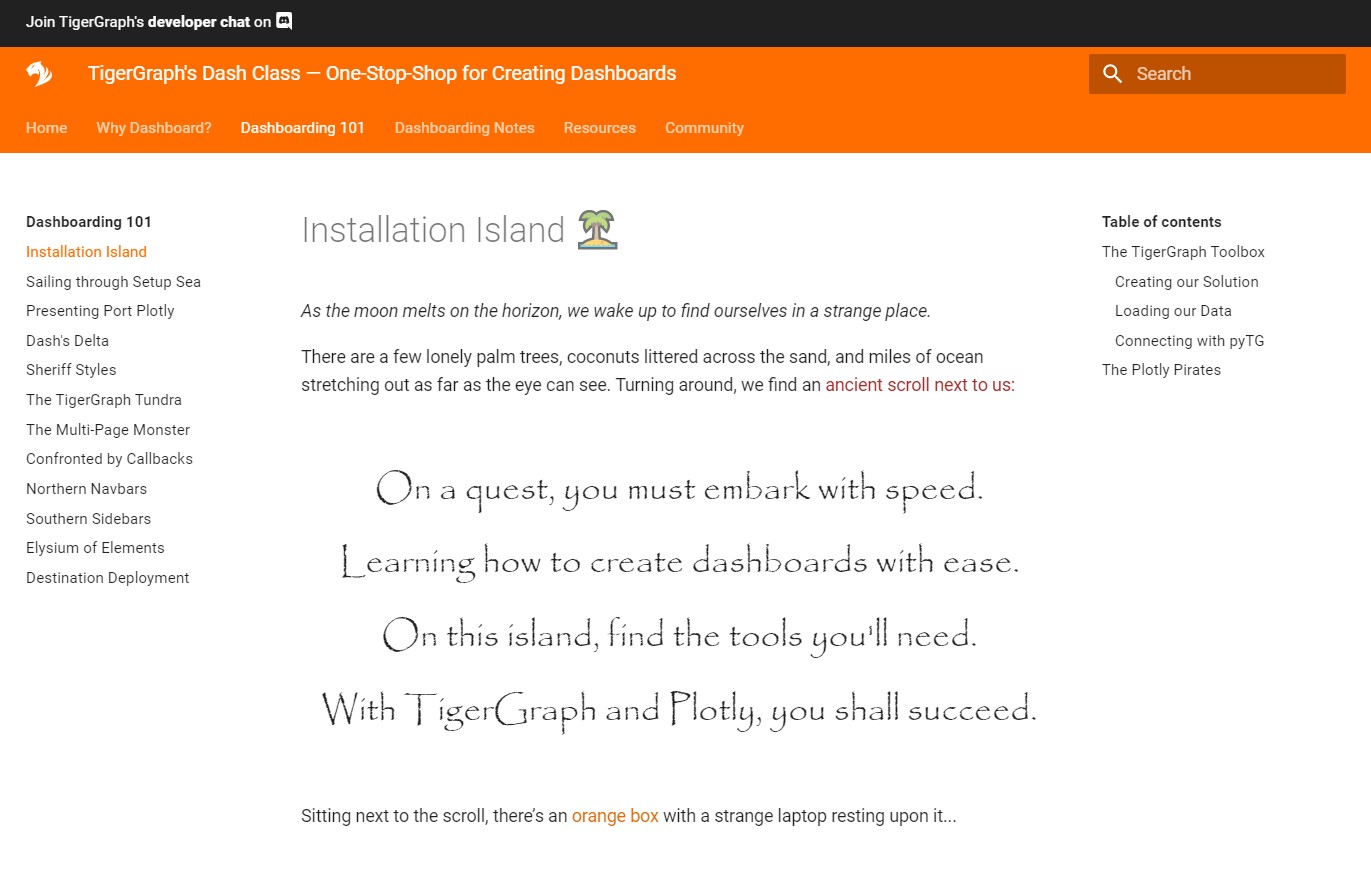 Join TigerGraph's developer chat on
TigerGraph's Dash Class — One-Stop-Shop for Creating Dashboards
Search
Home
Why Dashboard?
Dashboarding 101
Dashboarding Notes
Resources
Community
Dashboarding 101
Installation Island
Sailing through Setup Sea
Presenting Port Plotly
Dash's Delta
Sheriff Styles
The TigerGraph Tundra
The Multi-Page Monster
Confronted by Callbacks
Northern Navbars
Southern Sidebars
Elysium of Elements
Destination Deployment
Installation Island
As the moon melts on the horizon, we wake up to find ourselves in a strange place.
There are a few lonely palm trees, coconuts littered across the sand, and miles of ocean
stretching out as far as the eye can see. Turning around, we find an ancient scroll next to us:
On a quest, you must embark with speed.
Learning how to create dashboards with ease.
On this island, find the tools you'll need.
With TigerGraph and Plotly, you shall succeed.
Sitting next to the scroll, there’s an orange box with a strange laptop resting upon it...
Table of contents
The TigerGraph Toolbox
Creating our Solution
Loading our Data
Connecting with pyTG
The Plotly Pirates